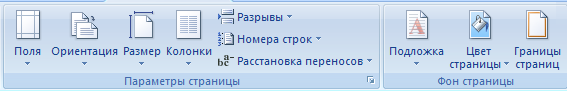 Поля
Ориентация
Размер
Колонки
Разрывы
Номера строк
Расстановка переносов
Параметры страницы
Подложка
Цвет
страницы
Границы
страниц
Фон страницы